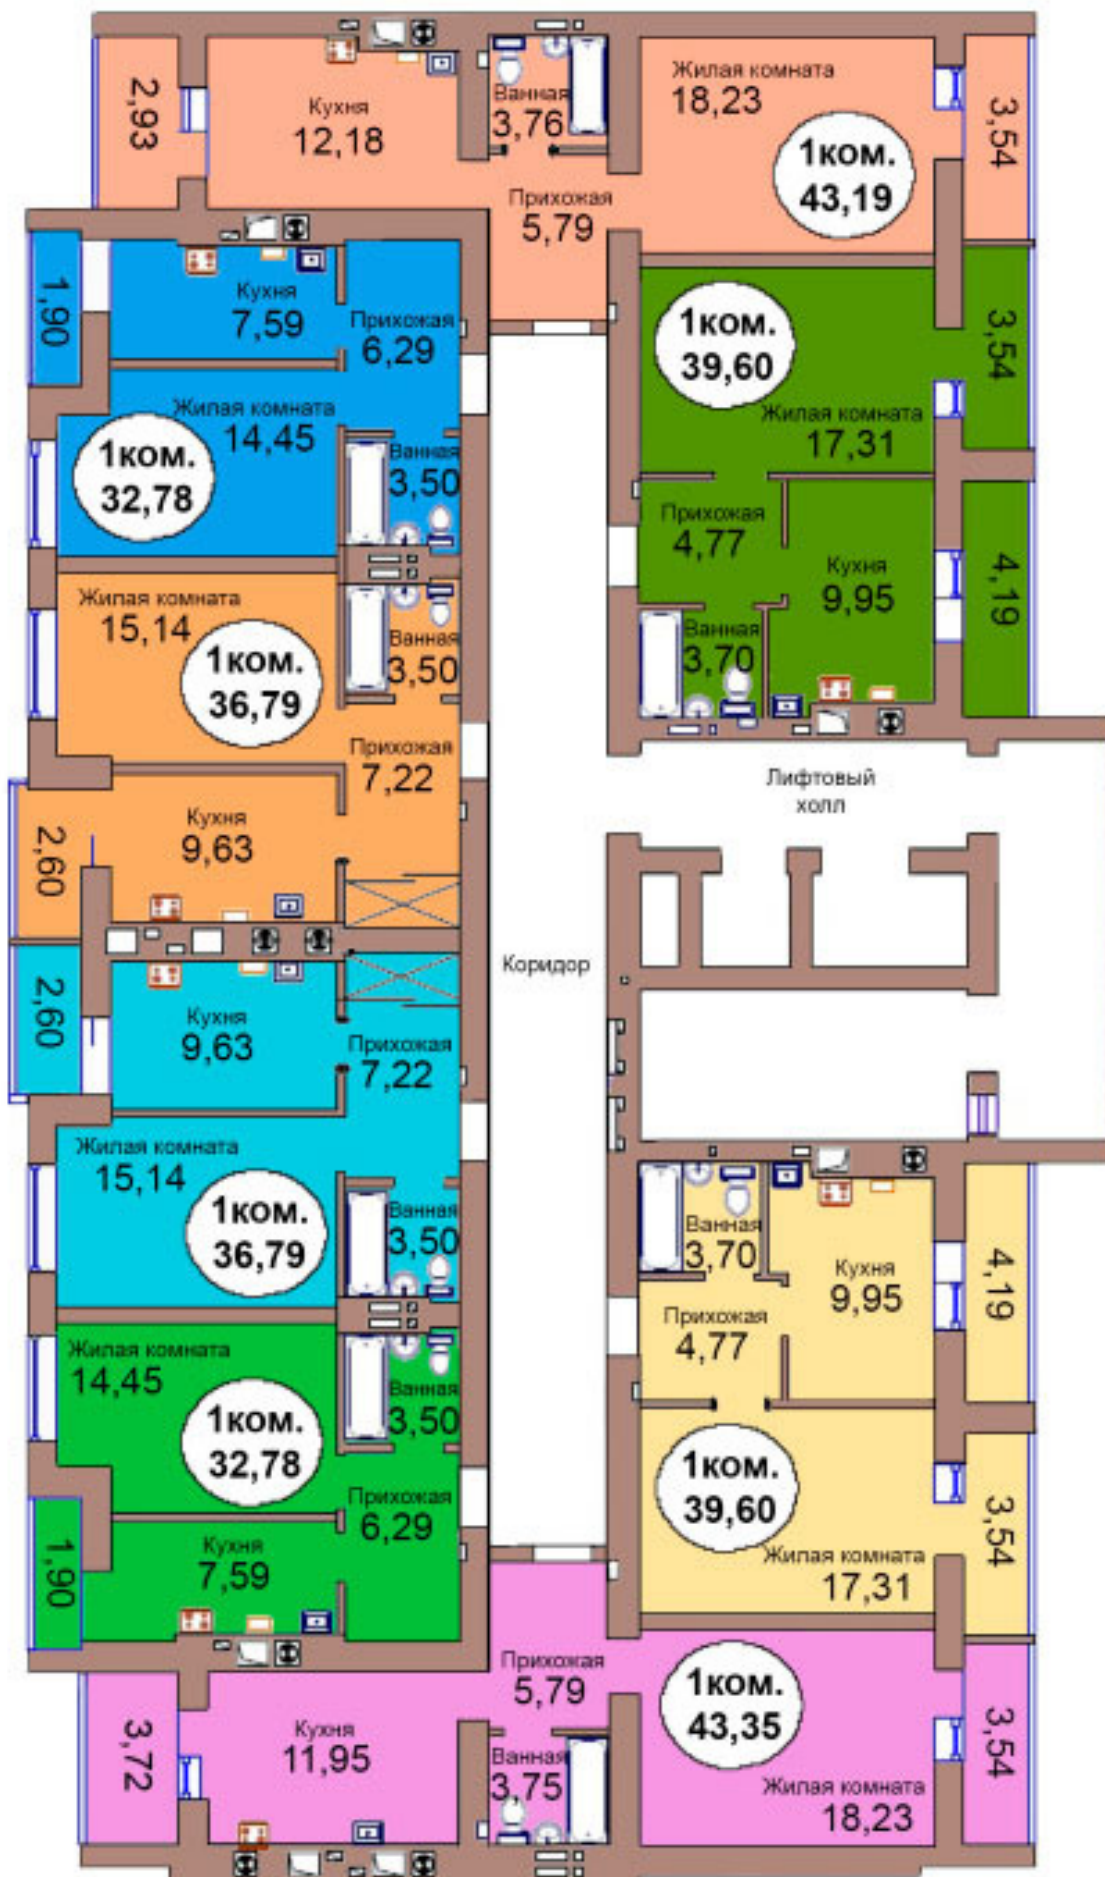 2,93
Кухня
12,18
Ванная
3,76
Прихожая
5,79
Жилая комната
18,23
1ком.
43,19
3,54
1,90
Кухня
7,59
Прихожая
6,29
Жилая комната
14,45
1ком.
32,78
Ванная
3,50
1ком.
39,60
Жилая комната
17,31
3,54
Прихожая
4,77
Кухня
9,95
4,19
Ванная
3,70
Жилая комната
15,14
1ком.
36,79
Ванная
3,50
Прихожая
7,22
Кухня
9,63
2,60
Лифтовый
холл
Коридор
2,60
Кухня
9,63
Прихожая
7,22
Жилая комната
15,14
1ком.
36,79
Ванная
3,50
Ванная
3,70
Кухня
9,95
4,19
Прихожая
4,77
Жилая комната
14,45
1ком.
32,78
Ванная
3,50
Прихожая
6,29
Кухня
7,59
1,90
1ком.
39,60
Жилая комната
17,31
3,54
Прихожая
5,79
3,72
Кухня
11,95
Ванная
3,75
1ком.
43,35
Жилая комната
18,23
3,54